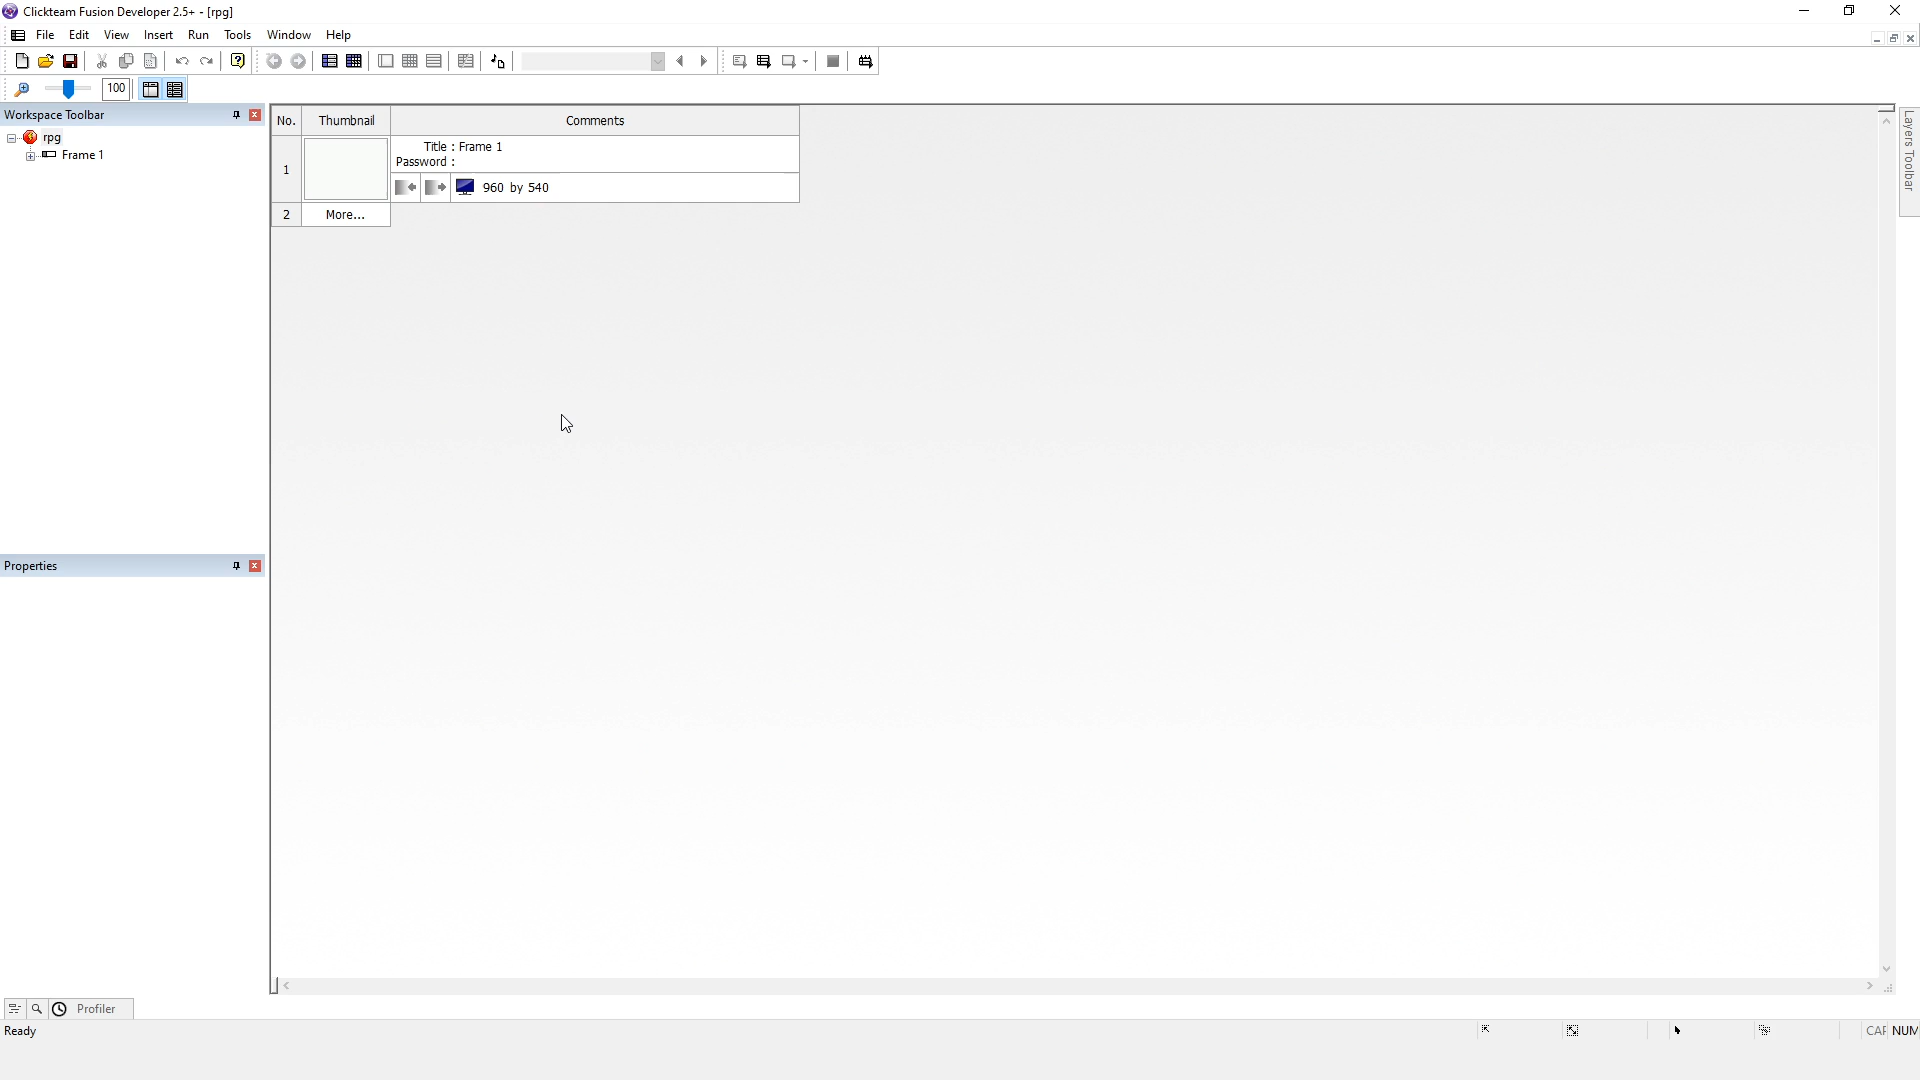 Clickteam Fusion Developer 2.5+ - [rpg]
File Edit View Insert Run Tools Window Help
100
Workspace Toolbar
rpg
Frame 1
No. Thumbnail Comments
1
Title : Frame 1
Password :
960 by 540
2 More...
Layers Toolbar
Properties
Profiler
Ready
CAP NUM